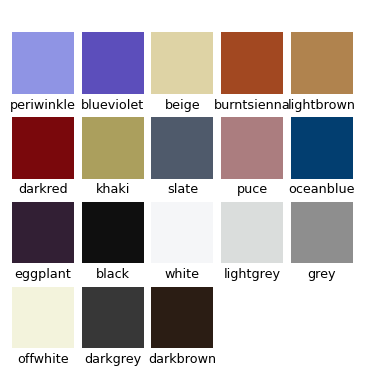 periwinkle blueviolet beige burntsienna lightbrown
darkred khaki slate puce oceanblue
eggplant black white lightgrey grey
offwhite darkgrey darkbrown